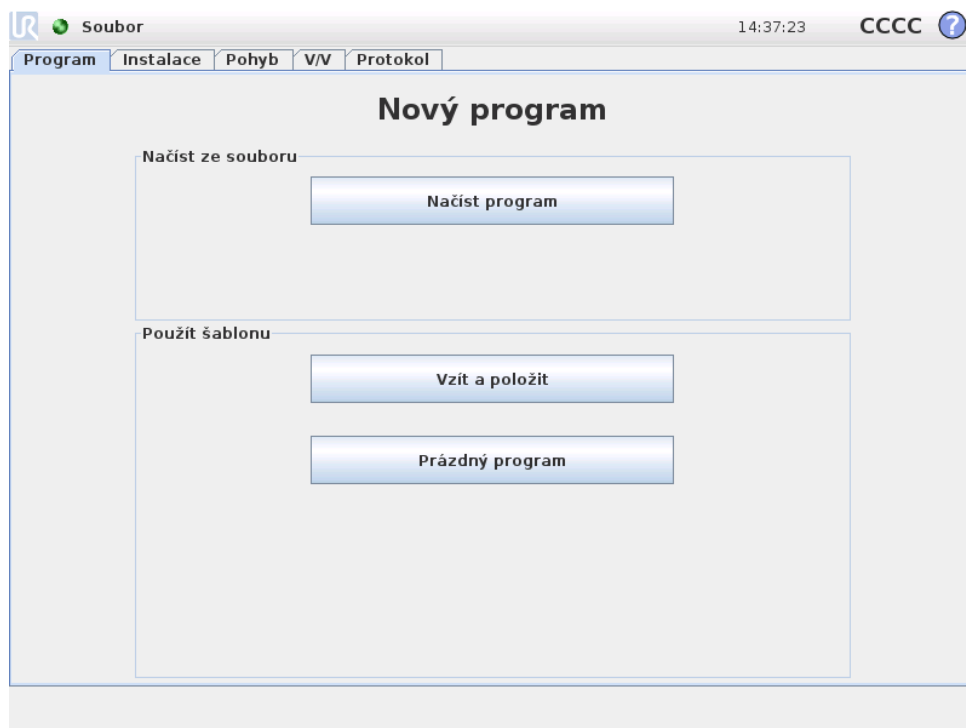 UR Soubor 14:37:23 CCCC ?
Program Instalace Pohyb V/V Protokol
Nový program
Načíst ze souboru
Načíst program
Použít šablonu
Vzít a položit
Prázdný program